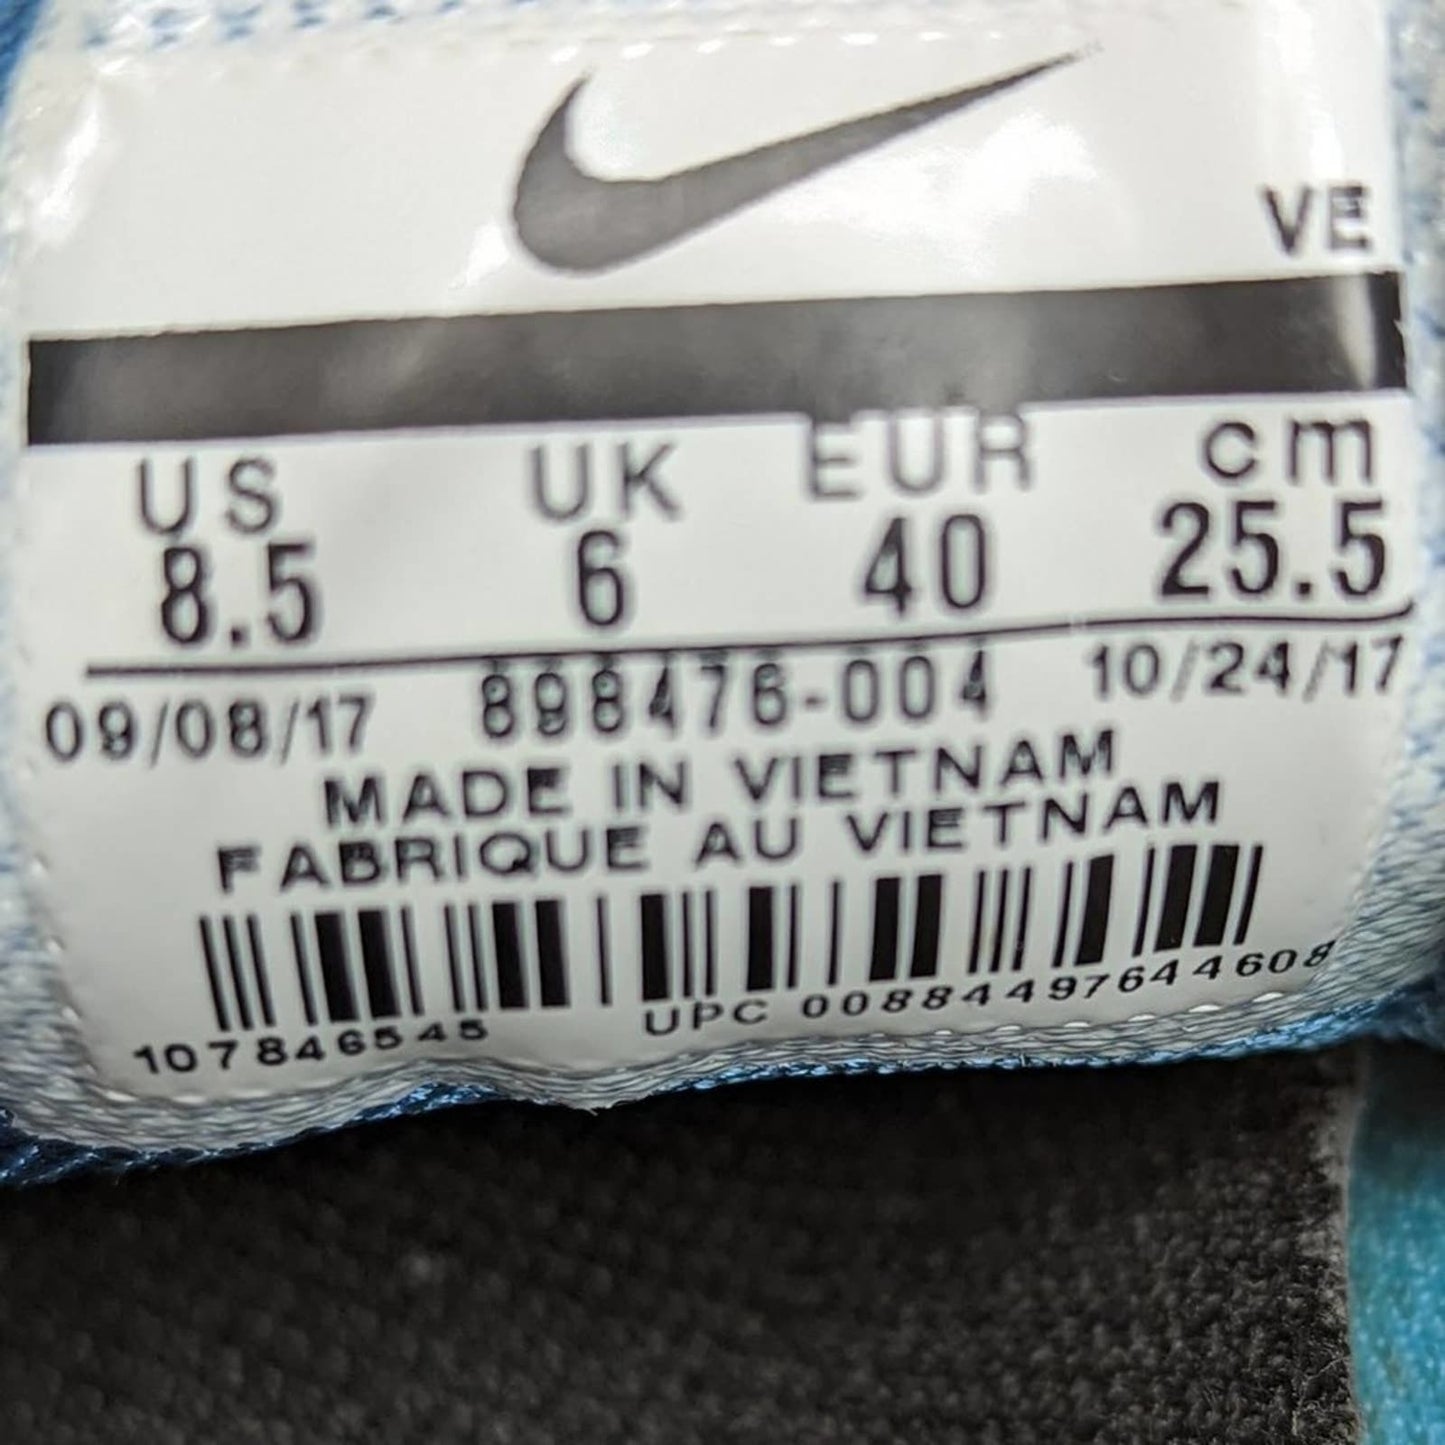 VE
US UK EUR cm
8.5 6 40 25.5
09/08/17 898476-004 10/24/17
MADE IN VIETNAM
FABRIQUE AU VIETNAM
107846545 UPC 00884497644608